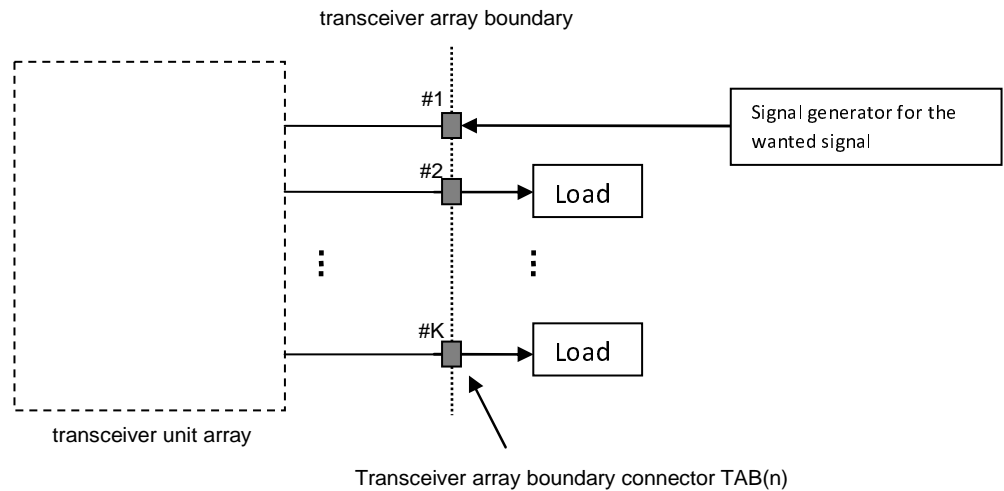 transceiver array boundary
#1
Signal generator for the
wanted signal
#2
Load
#K
Load
transceiver unit array
Transceiver array boundary connector TAB(n)